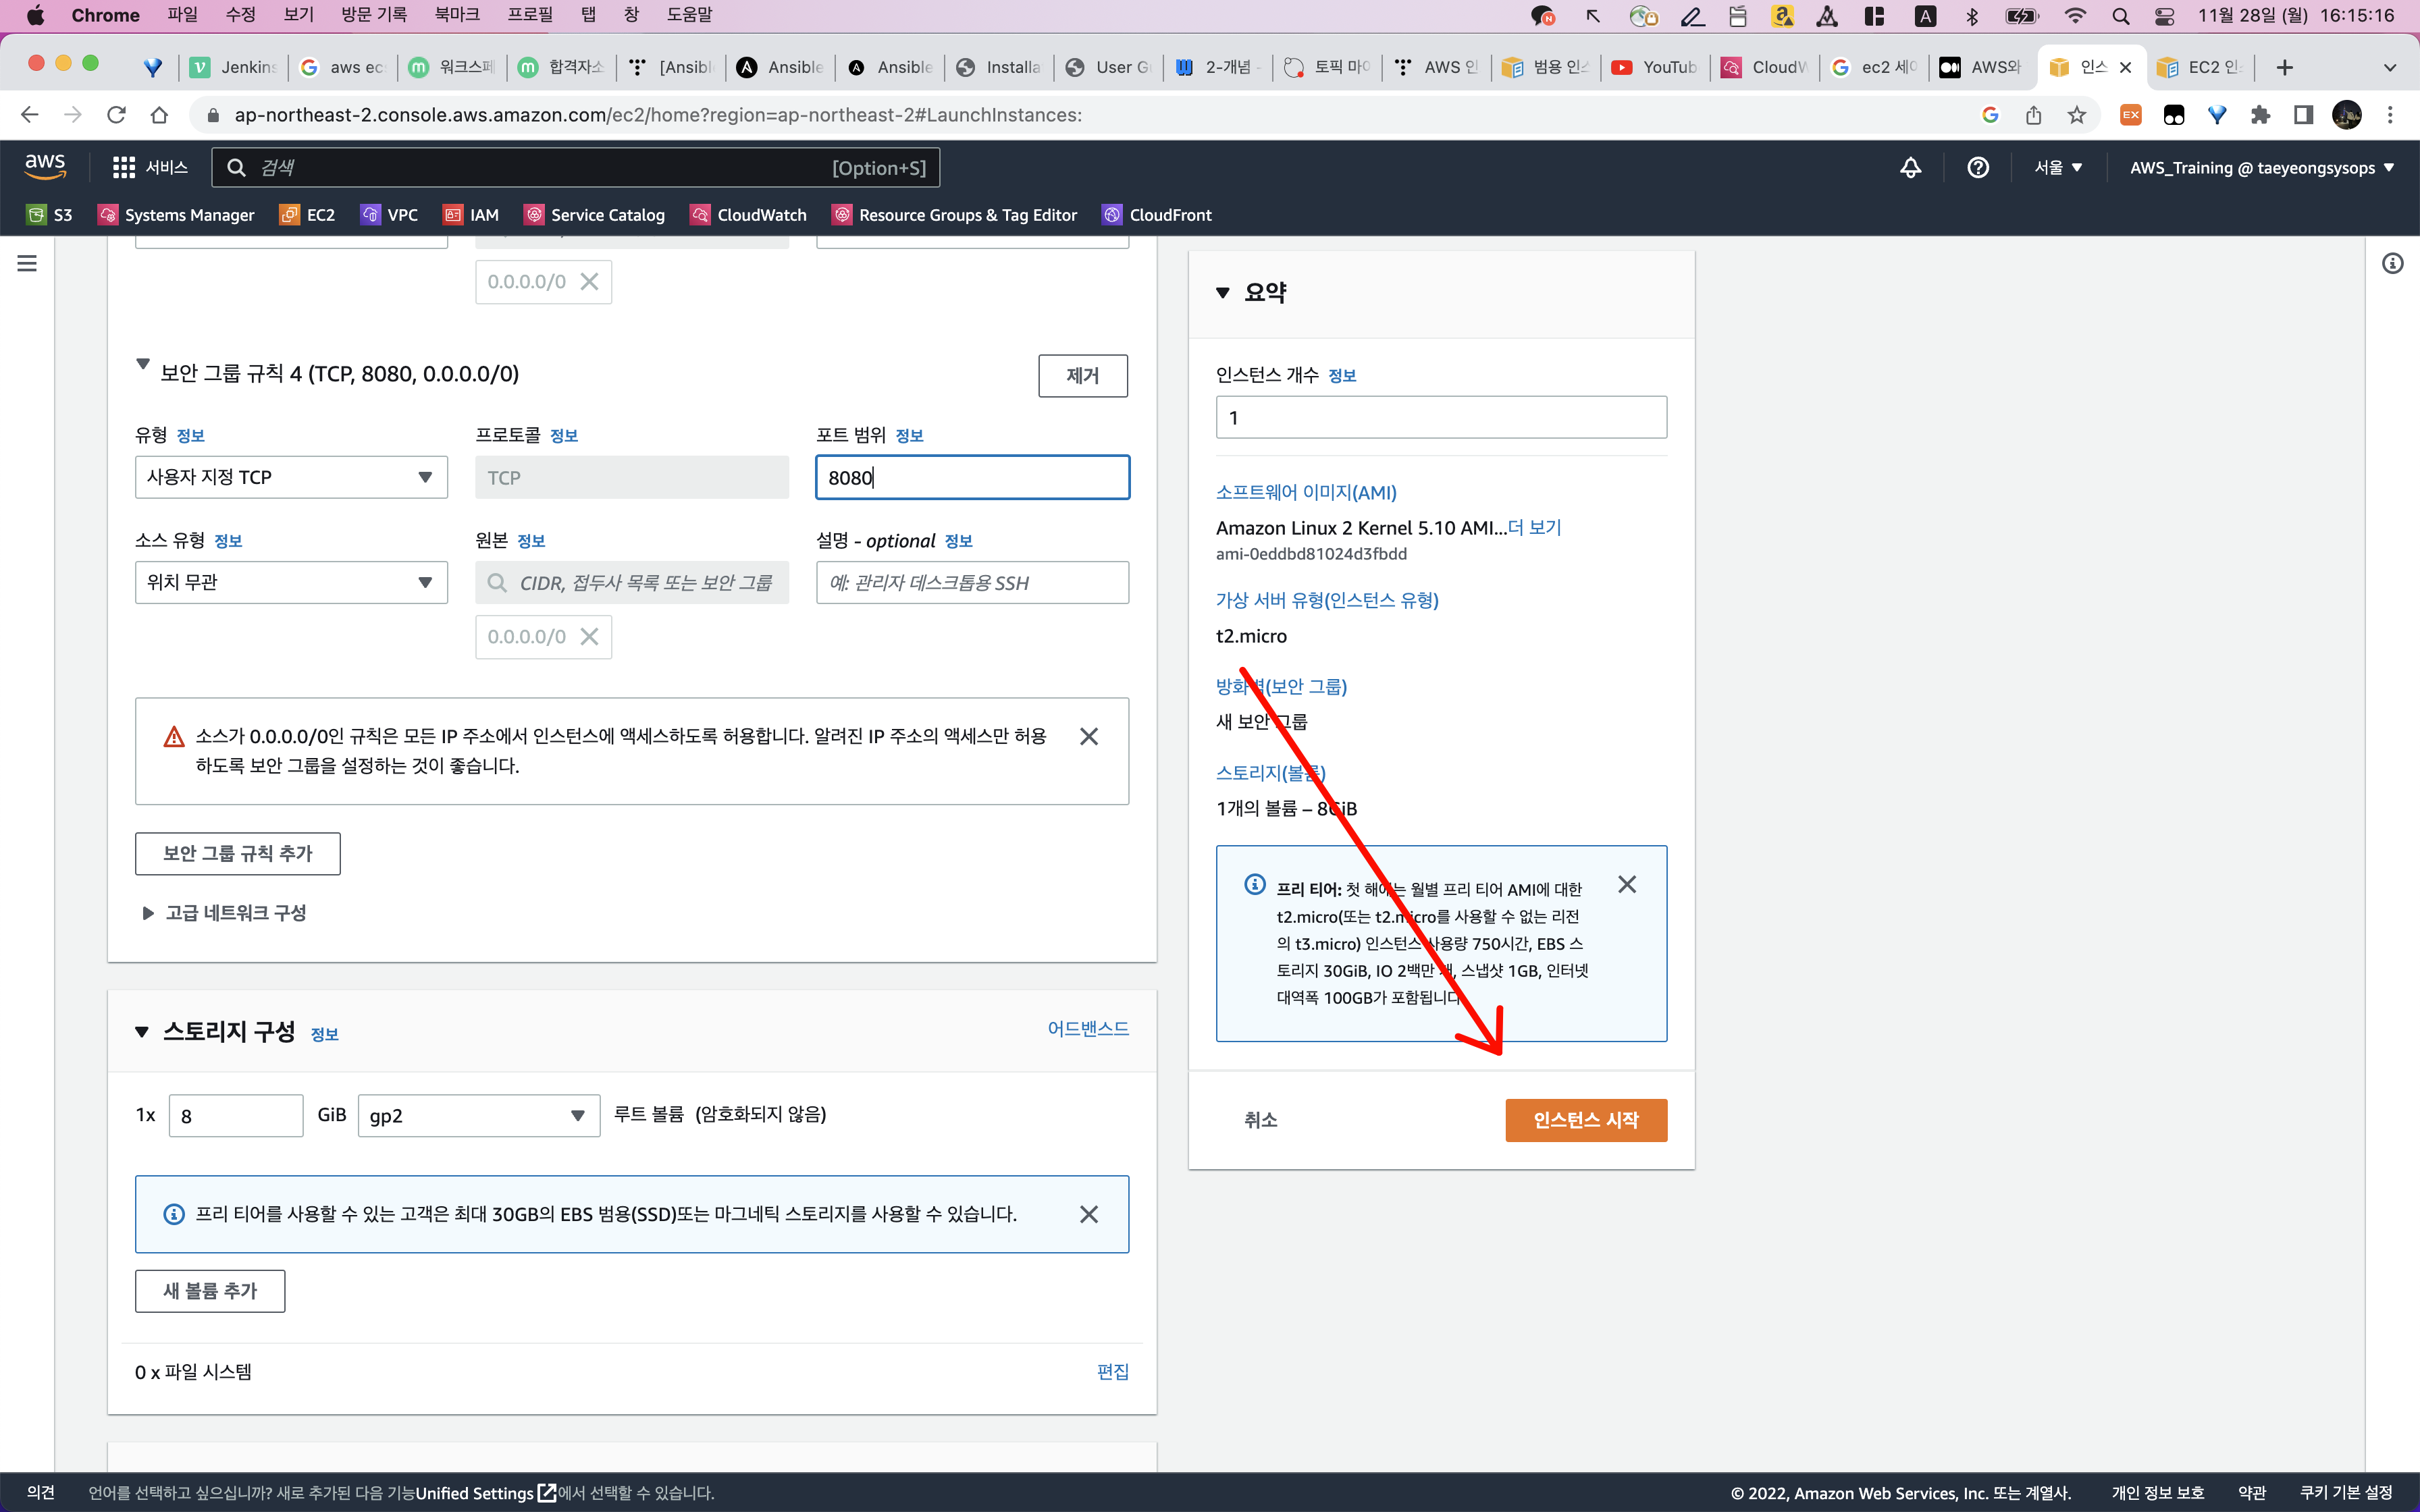 Chrome 파일 수정 보기 방문 기록 북마크 프로필 탭 창 도움말 11월 28일 (월) 16:15:16
Jenkins aws ec 워크스페 합격자소 [Ansibl Ansible Ansible Installa User G 2-개념 - 토픽 마이 AWS 인 범용 인스 YouTub CloudW ec2 세이 AWS와 인스 EC2 인스
ap-northeast-2.console.aws.amazon.com/ec2/home?region=ap-northeast-2#LaunchInstances:
aws 서비스 검색 [Option+S] 서울 AWS_Training @ taeyeongsysops
S3 Systems Manager EC2 VPC IAM Service Catalog CloudWatch Resource Groups & Tag Editor CloudFront
0.0.0.0/0
보안 그룹 규칙 4 (TCP, 8080, 0.0.0.0/0)
제거
유형 정보 프로토콜 정보 포트 범위 정보
사용자 지정 TCP TCP 8080
소스 유형 정보 원본 정보 설명 - optional 정보
위치 무관 CIDR, 접두사 목록 또는 보안 그룹 예: 관리자 데스크톱용 SSH
0.0.0.0/0
소스가 0.0.0.0/0인 규칙은 모든 IP 주소에서 인스턴스에 액세스하도록 허용합니다. 알려진 IP 주소의 액세스만 허용
하도록 보안 그룹을 설정하는 것이 좋습니다.
보안 그룹 규칙 추가
고급 네트워크 구성
스토리지 구성 정보 어드밴스드
1x 8 GiB gp2 루트 볼륨 (암호화되지 않음)
프리 티어를 사용할 수 있는 고객은 최대 30GB의 EBS 범용(SSD)또는 마그네틱 스토리지를 사용할 수 있습니다.
새 볼륨 추가
0 x 파일 시스템 편집
요약
인스턴스 개수 정보
1
소프트웨어 이미지(AMI)
Amazon Linux 2 Kernel 5.10 AMI...더 보기
ami-0eddbd81024d3fbdd
가상 서버 유형(인스턴스 유형)
t2.micro
방화벽(보안 그룹)
새 보안 그룹
스토리지(볼륨)
1개의 볼륨 – 8GiB
프리 티어: 첫 해에는 월별 프리 티어 AMI에 대한
t2.micro(또는 t2.micro를 사용할 수 없는 리전
의 t3.micro) 인스턴스 사용량 750시간, EBS 스
토리지 30GiB, IO 2백만 개, 스냅샷 1GB, 인터넷
대역폭 100GB가 포함됩니다
취소 인스턴스 시작
의견 언어를 선택하고 싶으십니까? 새로 추가된 다음 기능Unified Settings에서 선택할 수 있습니다. © 2022, Amazon Web Services, Inc. 또는 계열사. 개인 정보 보호 약관 쿠키 기본 설정